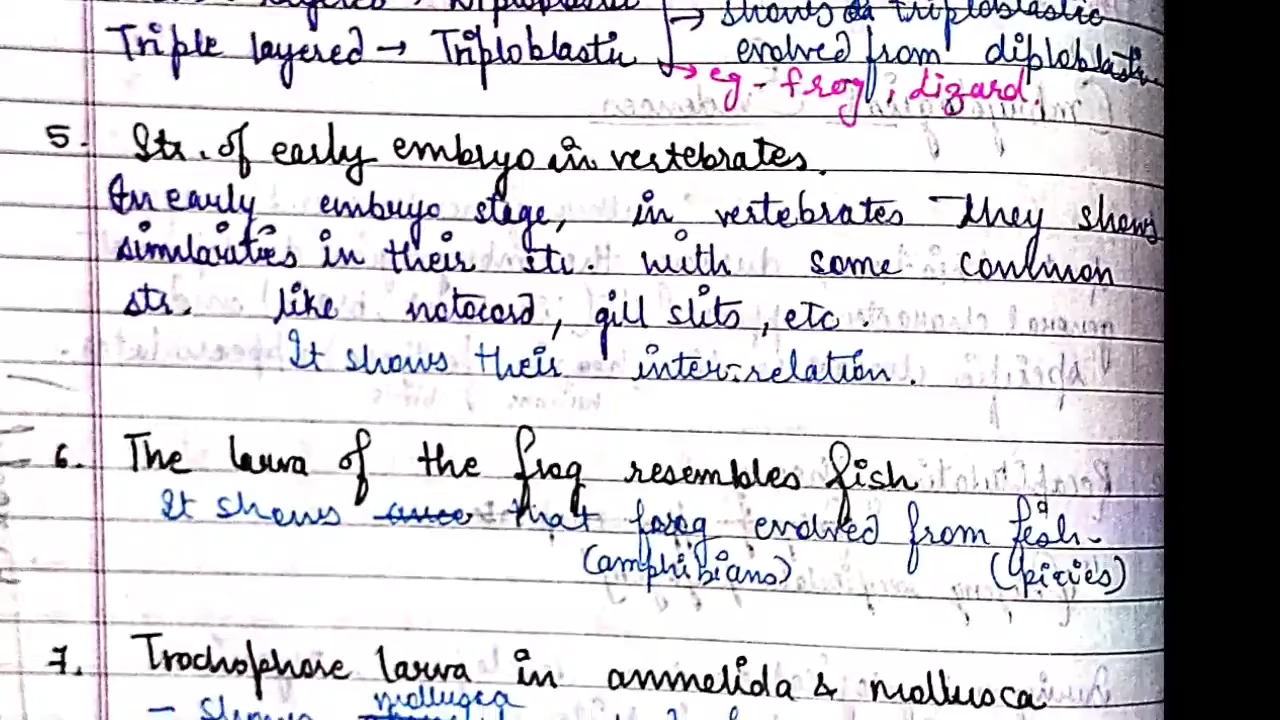 → shows triploblastic
Triple layered → Triploblastic evolved from diploblastic
→ eg - frog, Lizard.
5. Str. of early embryo in vertebrates.
In early embryo stage, in vertebrates they shows
similarities in their str. with some common
str. like notocord, gill slits, etc.
It shows their inter-relation.
6. The larva of the frog resembles fish
It shows that frog evolved from fish.
(amphibians) (picies)
7. Trochophore larva in annmelida & mollusca
- Shows mollusca